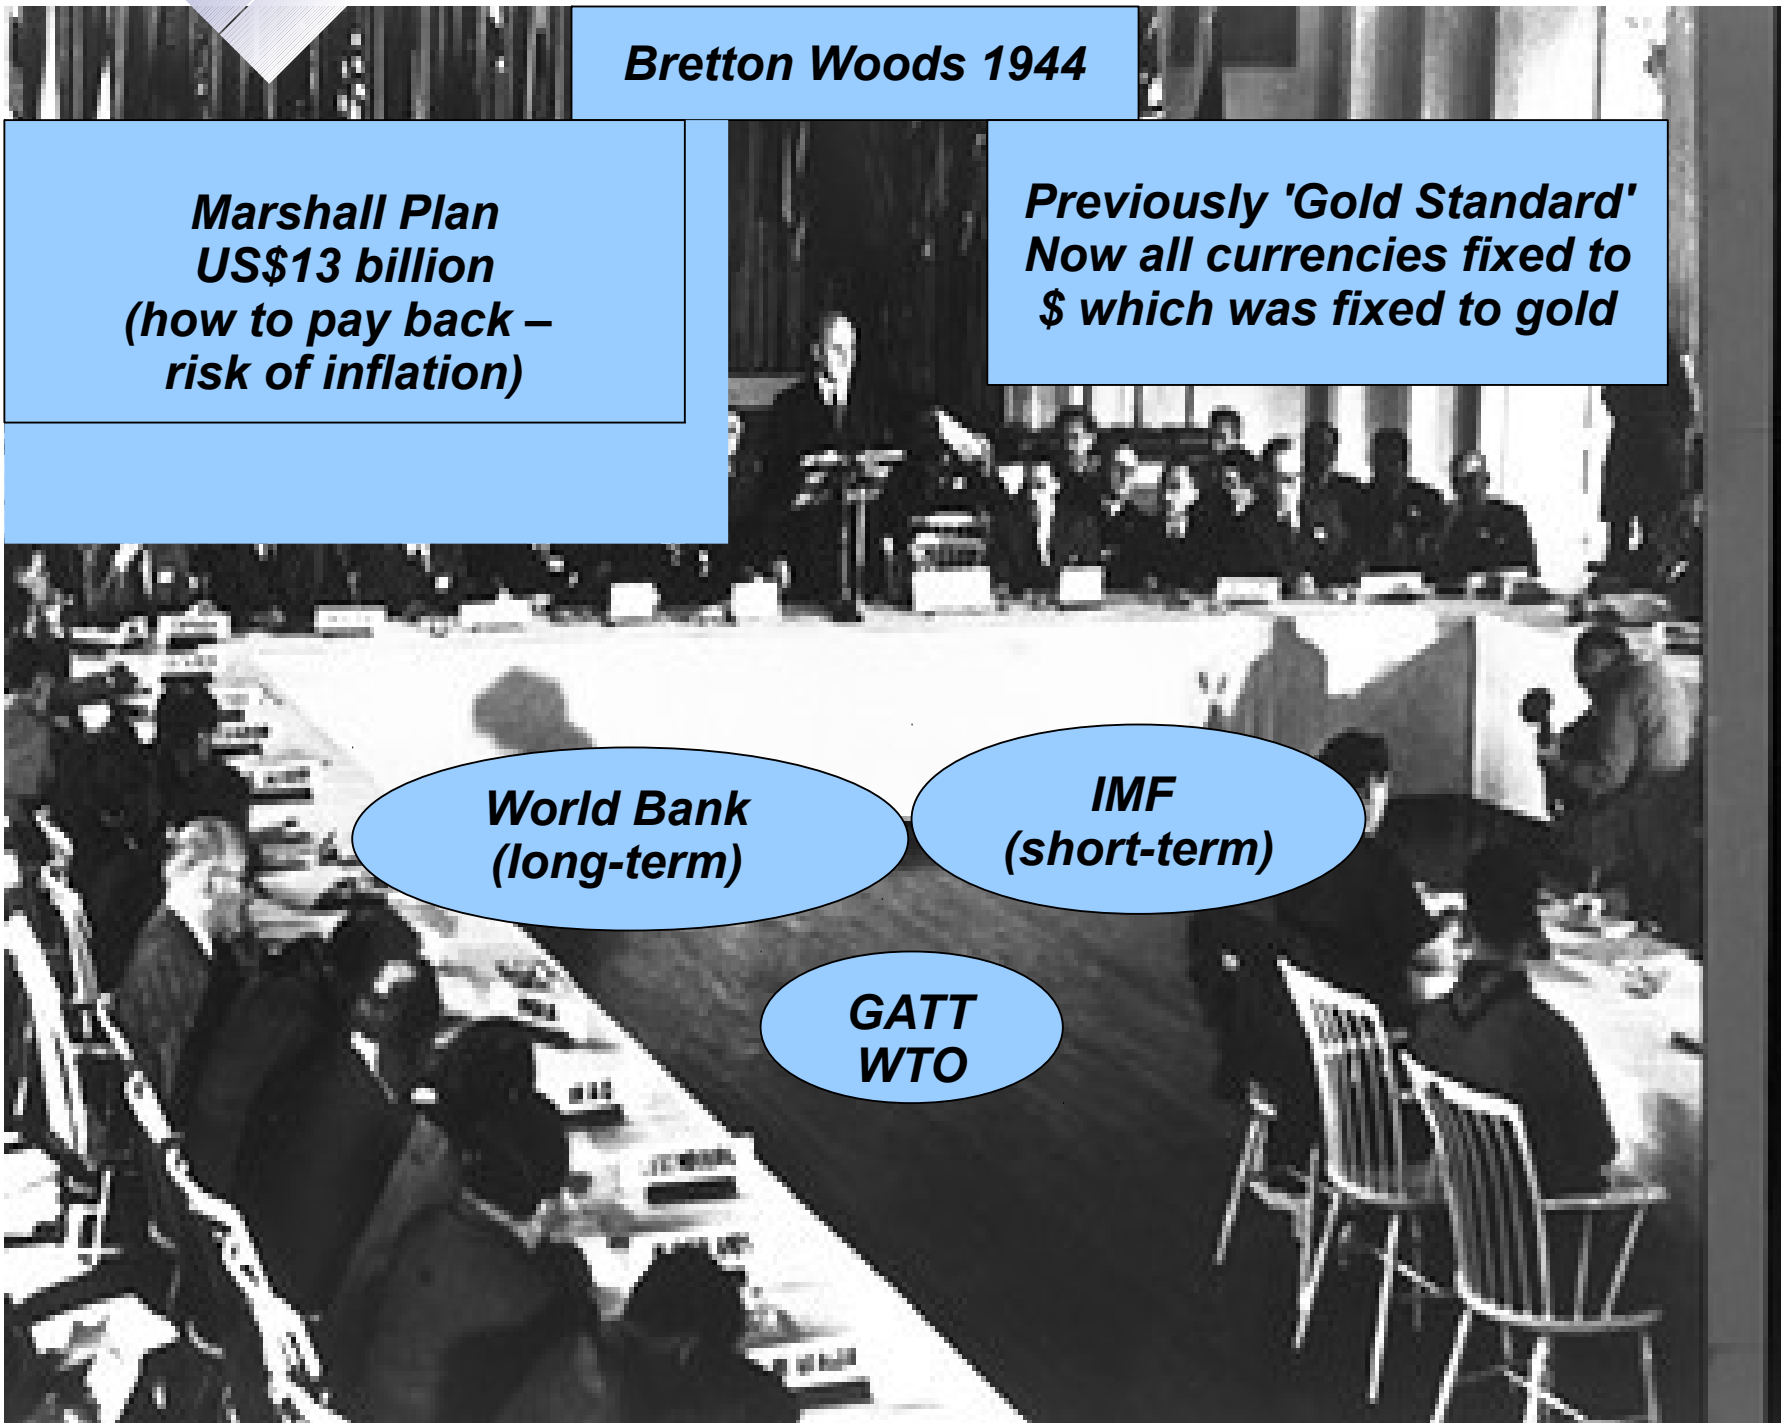 Bretton Woods 1944
Marshall Plan
US$13 billion
(how to pay back –
risk of inflation)
Previously 'Gold Standard'
Now all currencies fixed to
$ which was fixed to gold
World Bank
(long-term)
IMF
(short-term)
GATT
WTO